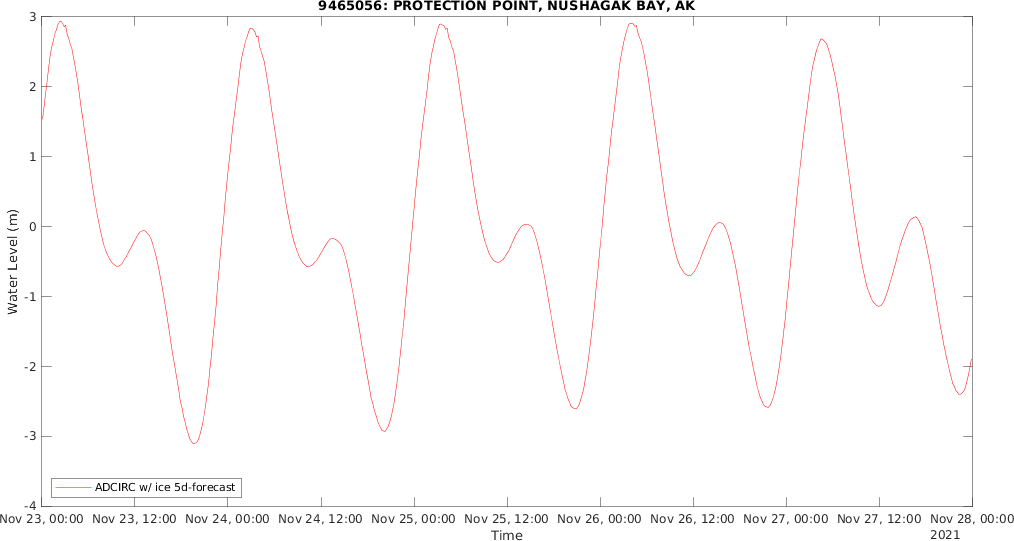 9465056: PROTECTION POINT, NUSHAGAK BAY, AK
3
2
1
0
-1
-2
-3
-4
Water Level (m)
ADCIRC w/ ice 5d-forecast
Nov 23, 00:00 Nov 23, 12:00 Nov 24, 00:00 Nov 24, 12:00 Nov 25, 00:00 Nov 25, 12:00 Nov 26, 00:00 Nov 26, 12:00 Nov 27, 00:00 Nov 27, 12:00 Nov 28, 00:00
Time
2021